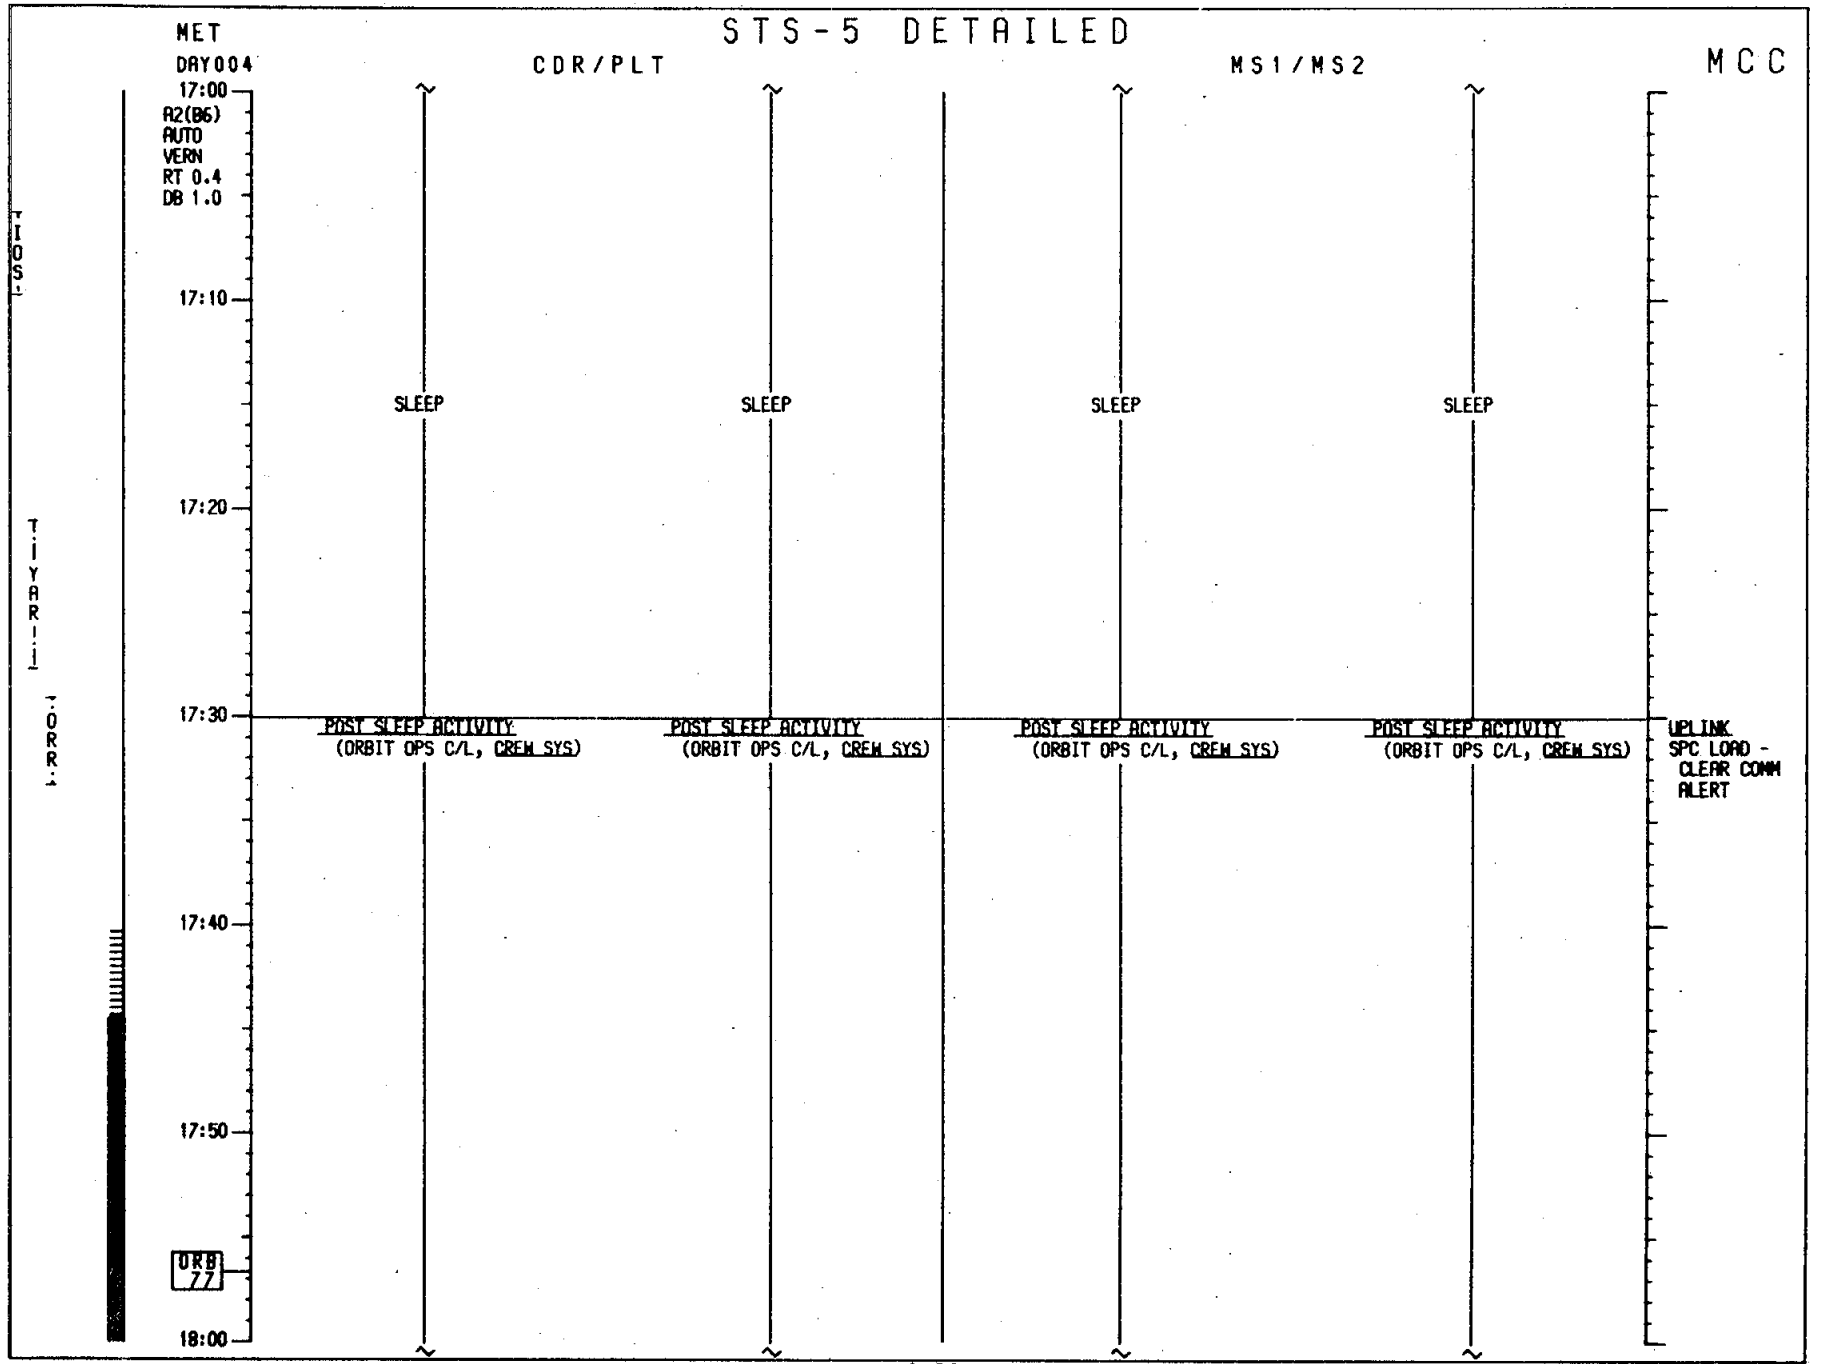 STS-5 DETAILED
MET
DAY004
CDR/PLT
MS1/MS2
MCC
17:00
A2(B6)
AUTO
VERN
RT 0.4
DB 1.0
IOS
17:10
SLEEP SLEEP SLEEP SLEEP
17:20
YAR
17:30
ORR
POST SLEEP ACTIVITY POST SLEEP ACTIVITY POST SLEEP ACTIVITY POST SLEEP ACTIVITY
(ORBIT OPS C/L, CREW SYS) (ORBIT OPS C/L, CREW SYS) (ORBIT OPS C/L, CREW SYS) (ORBIT OPS C/L, CREW SYS)
UPLINK
SPC LOAD -
CLEAR COMM
ALERT
17:40
17:50
ORB
77
18:00